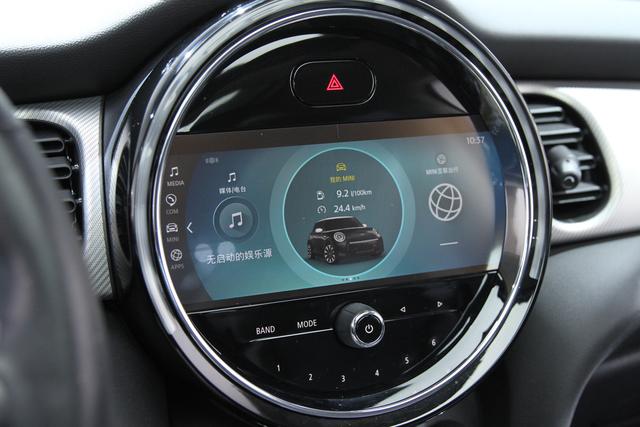 10:37
MEDIA
COM
MINI
APPS
媒体/电台
无启动的娱乐源
我的 MINI
9.2 l/100km
24.4 km/h
MINI互联出行
BAND
MODE
1
2
3
4
5
6